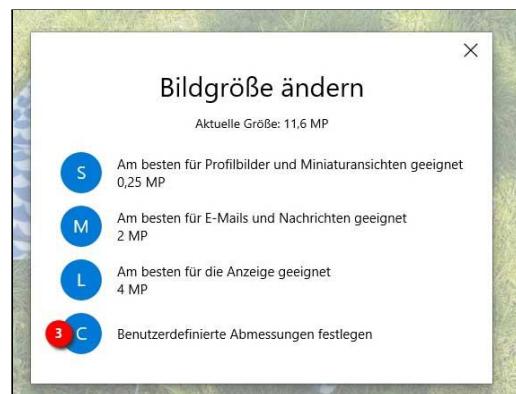 Bildgröße ändern
Aktuelle Größe: 11,6 MP
S
Am besten für Profilbilder und Miniaturansichten geeignet
0,25 MP
M
Am besten für E-Mails und Nachrichten geeignet
2 MP
L
Am besten für die Anzeige geeignet
4 MP
3 C
Benutzerdefinierte Abmessungen festlegen